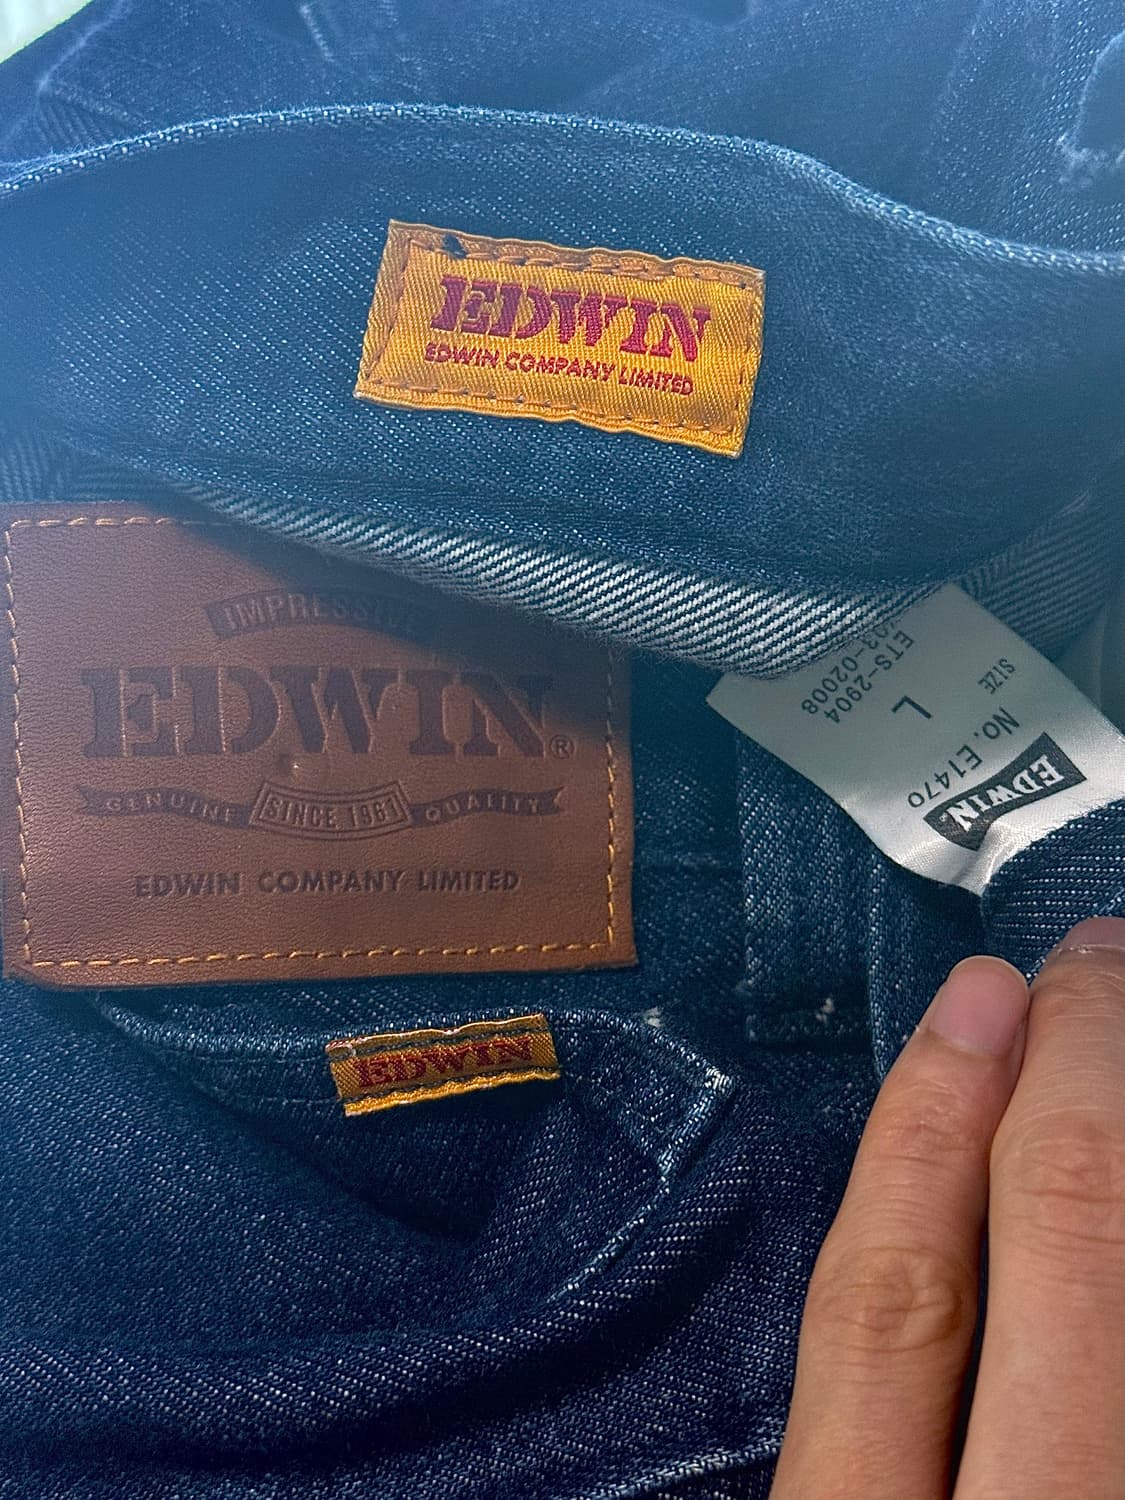 EDWIN
EDWIN COMPANY LIMITED
IMPRESSIVE
EDWIN®
GENUINE SINCE 1961 QUALITY
EDWIN COMPANY LIMITED
EDWIN
EDWIN
No. E1470
SIZE
L
ETS-2904
03-02008